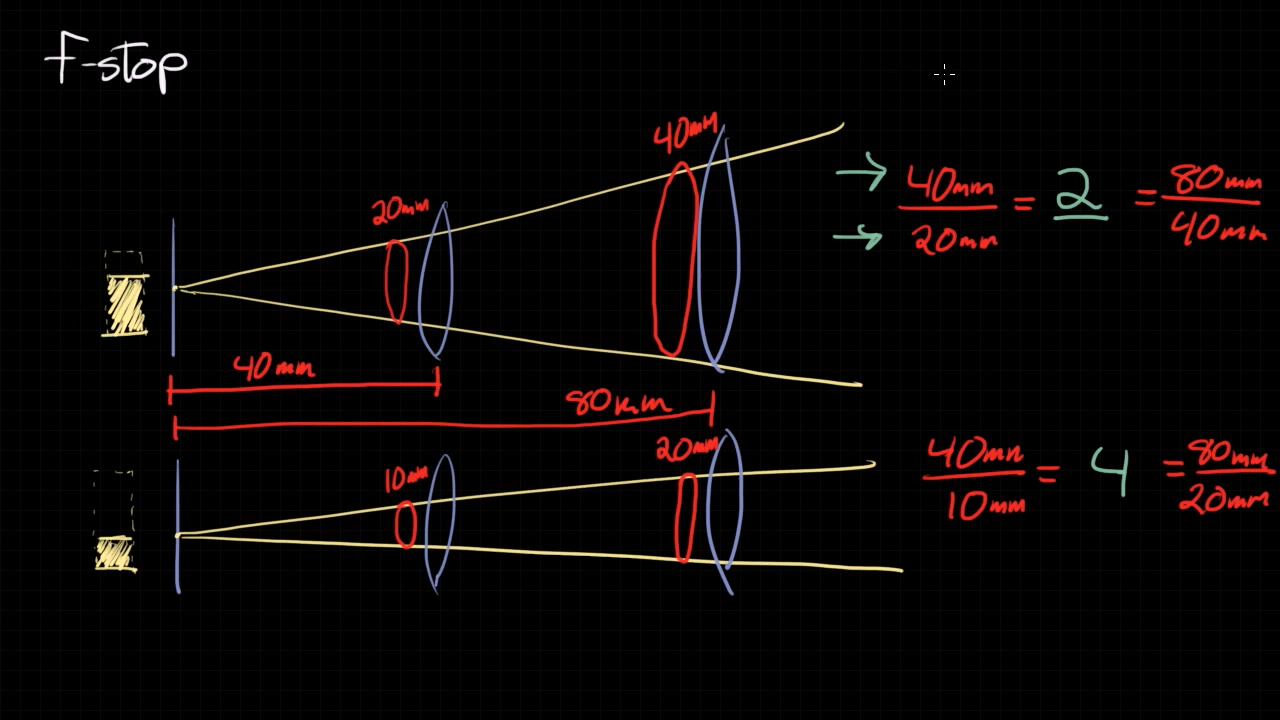 f-stop
40mm
20mm
40mm
80mm
40mm / 20mm = 2 = 80mm / 40mm
10mm
20mm
40mm / 10mm = 4 = 80mm / 20mm